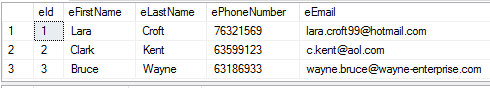 eId eFirstName eLastName ePhoneNumber eEmail
1 1 Lara Croft 76321569 lara.croft99@hotmail.com
2 2 Clark Kent 63599123 c.kent@aol.com
3 3 Bruce Wayne 63186933 wayne.bruce@wayne-enterprise.com